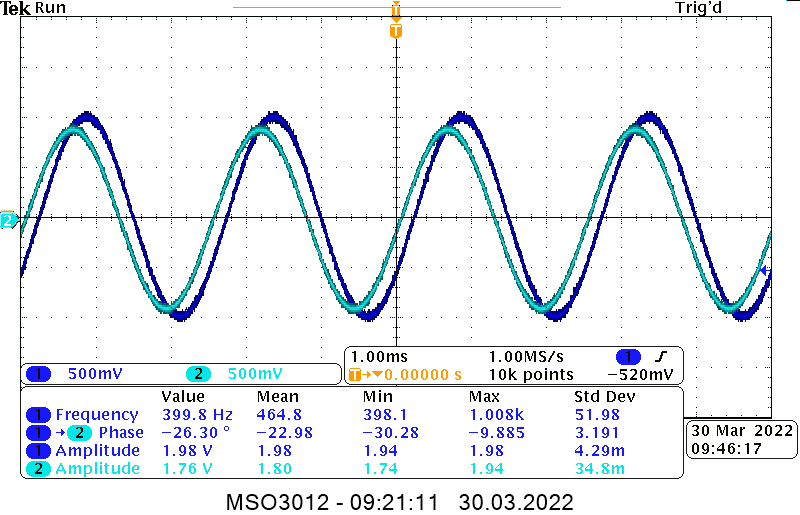 Tek Run Trig'd
T
T
2
1 500mV 2 500mV
1.00ms 1.00MS/s 1
T→▼0.00000 s 10k points −520mV
Value Mean Min Max Std Dev
1 Frequency 399.8 Hz 464.8 398.1 1.008k 51.98
1 → 2 Phase −26.30 ° −22.98 −30.28 −9.885 3.191
1 Amplitude 1.98 V 1.98 1.94 1.98 4.29m
2 Amplitude 1.76 V 1.80 1.74 1.94 34.8m
30 Mar 2022
09:46:17
MSO3012 - 09:21:11 30.03.2022